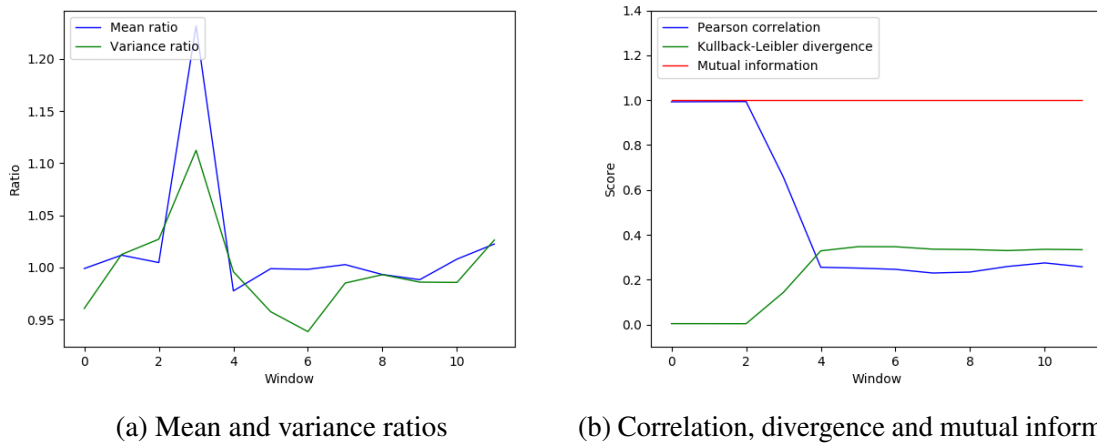 Mean ratio
Variance ratio
1.20
1.15
1.10
1.05
1.00
0.95
Ratio
0
2
4
6
8
10
Window
(a) Mean and variance ratios
Pearson correlation
Kullback-Leibler divergence
Mutual information
1.4
1.2
1.0
0.8
0.6
0.4
0.2
0.0
Score
0
2
4
6
8
10
Window
(b) Correlation, divergence and mutual inform